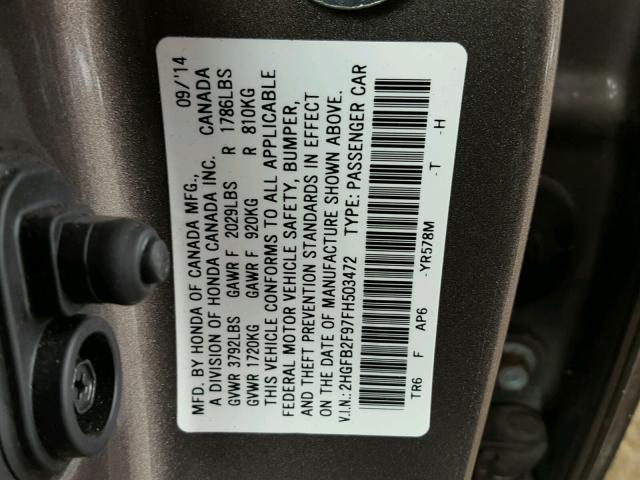 MFD. BY HONDA OF CANADA MFG., 09/'14
A DIVISION OF HONDA CANADA INC. CANADA
GVWR 3792LBS GAWR F 2029LBS R 1786LBS
GVWR 1720KG GAWR F 920KG R 810KG
THIS VEHICLE CONFORMS TO ALL APPLICABLE
FEDERAL MOTOR VEHICLE SAFETY, BUMPER,
AND THEFT PREVENTION STANDARDS IN EFFECT
ON THE DATE OF MANUFACTURE SHOWN ABOVE.
V.I.N.: 2HGFB2F97FH503472 TYPE: PASSENGER CAR
TR6 F AP6 -YR578M -T -H